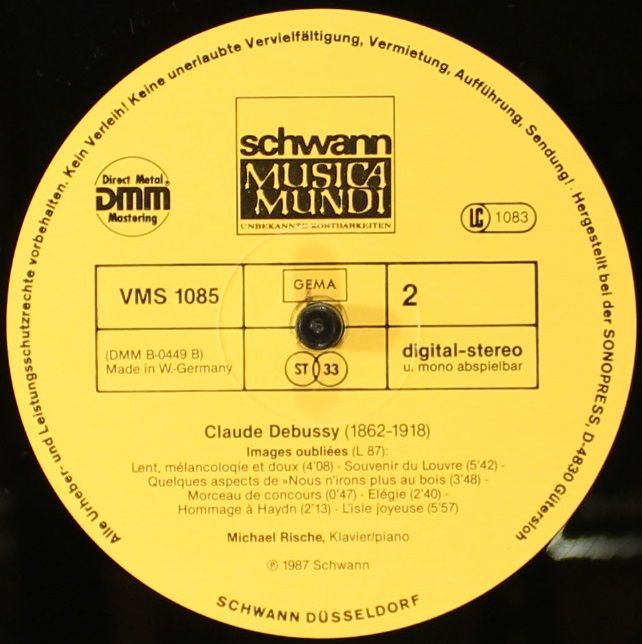 Alle Urheber- und Leistungsschutzrechte vorbehalten. Kein Verleih! Keine unerlaubte Vervielfältigung, Vermietung, Aufführung, Sendung! · Hergestellt bei der SONOPRESS, D-4830 Gütersloh
schwann
MUSICA
MUNDI
UNBEKANNTE KOSTBARKEITEN
Direct Metal
DMM
Mastering
LC 1083
VMS 1085
GEMA
2
(DMM B-0449 B)
Made in W.-Germany
ST 33
digital-stereo
u. mono abspielbar
Claude Debussy (1862-1918)
Images oubliées (L 87):
Lent, mélancoloqie et doux (4'08) - Souvenir du Louvre (5'42) -
Quelques aspects de »Nous n'irons plus au bois (3'48) -
Morceau de concours (0'47) - Elégie (2'40) -
Hommage à Haydn (2'13) - L'isle joyeuse (5'57)
Michael Rische, Klavier/piano
℗ 1987 Schwann
SCHWANN DÜSSELDORF